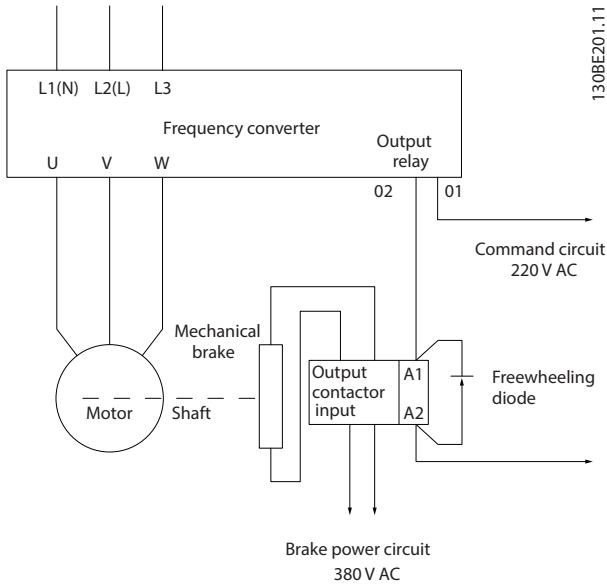 130BE201.11
L1(N) L2(L) L3
Frequency converter
Output
relay
U V W
02 01
Command circuit
220 V AC
Mechanical
brake
Output
contactor
input
A1
A2
Freewheeling
diode
Motor
Shaft
Brake power circuit
380 V AC